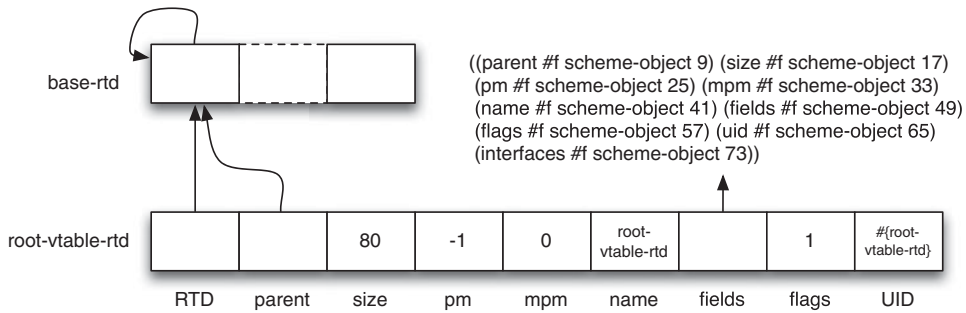 base-rtd
((parent #f scheme-object 9) (size #f scheme-object 17)
(pm #f scheme-object 25) (mpm #f scheme-object 33)
(name #f scheme-object 41) (fields #f scheme-object 49)
(flags #f scheme-object 57) (uid #f scheme-object 65)
(interfaces #f scheme-object 73))
root-vtable-rtd
80
-1
0
root-
vtable-rtd
1
#{root-
vtable-rtd}
RTD parent size pm mpm name fields flags UID